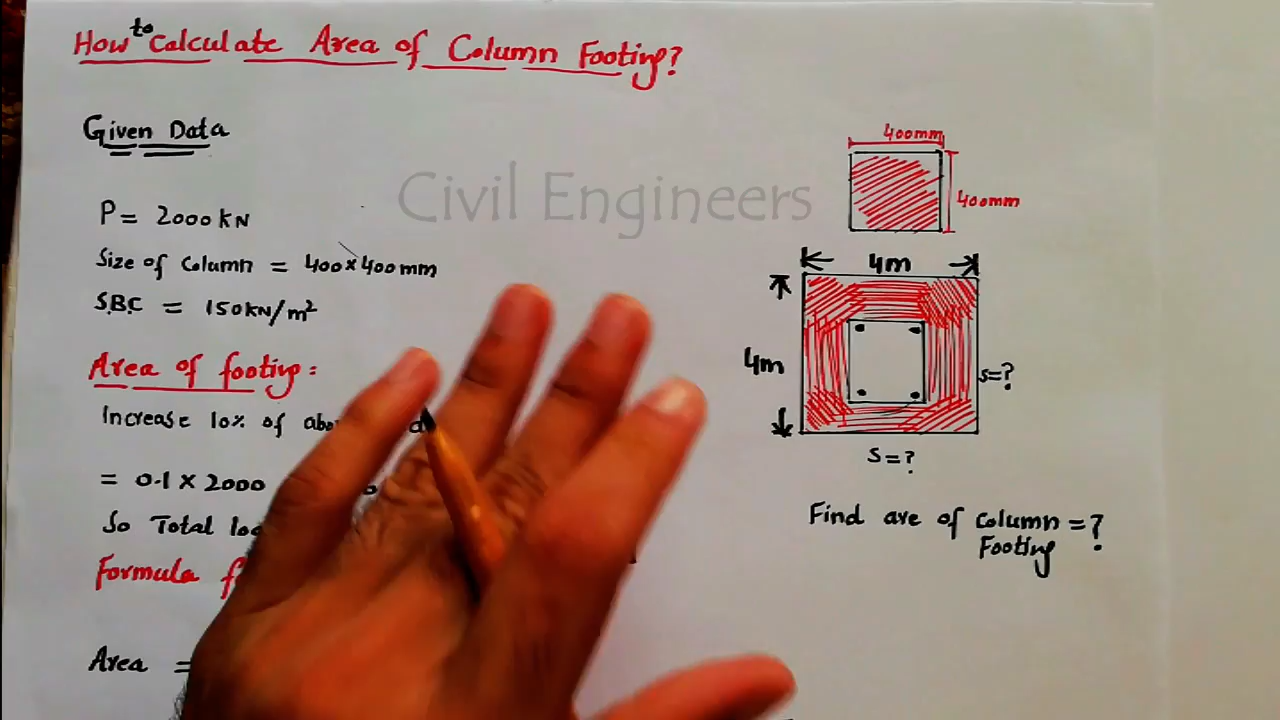 How to Calculate Area of Column Footing?
Given Data
Civil Engineers
P = 2000 kN
Size of Column = 400 x 400 mm
S.B.C = 150 kN/m²
Area of footing:
Increase 10% of
= 0.1 X 2000
So Total
Formula
Area =
400mm
400mm
4m
4m
S=?
S=?
Find are of column = ?
Footing